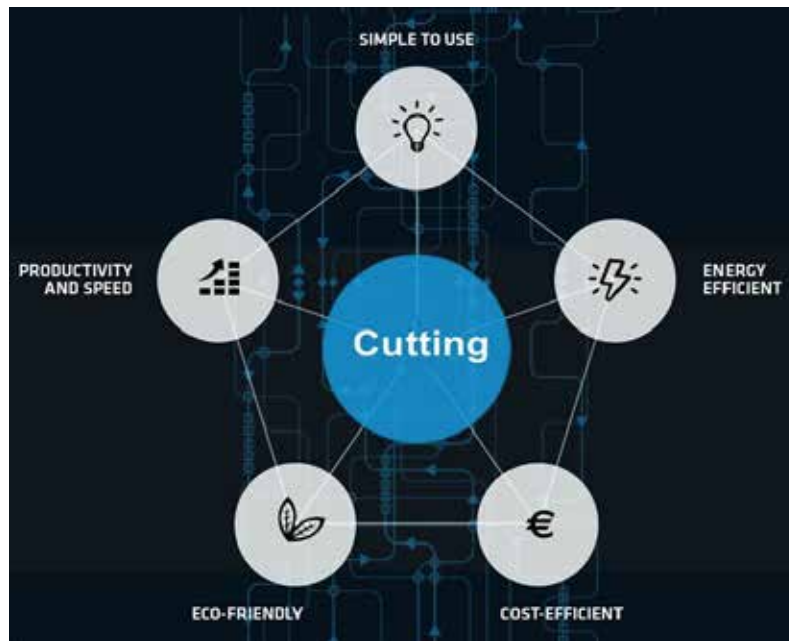 SIMPLE TO USE
PRODUCTIVITY
AND SPEED
ENERGY
EFFICIENT
Cutting
€
ECO-FRIENDLY
COST-EFFICIENT